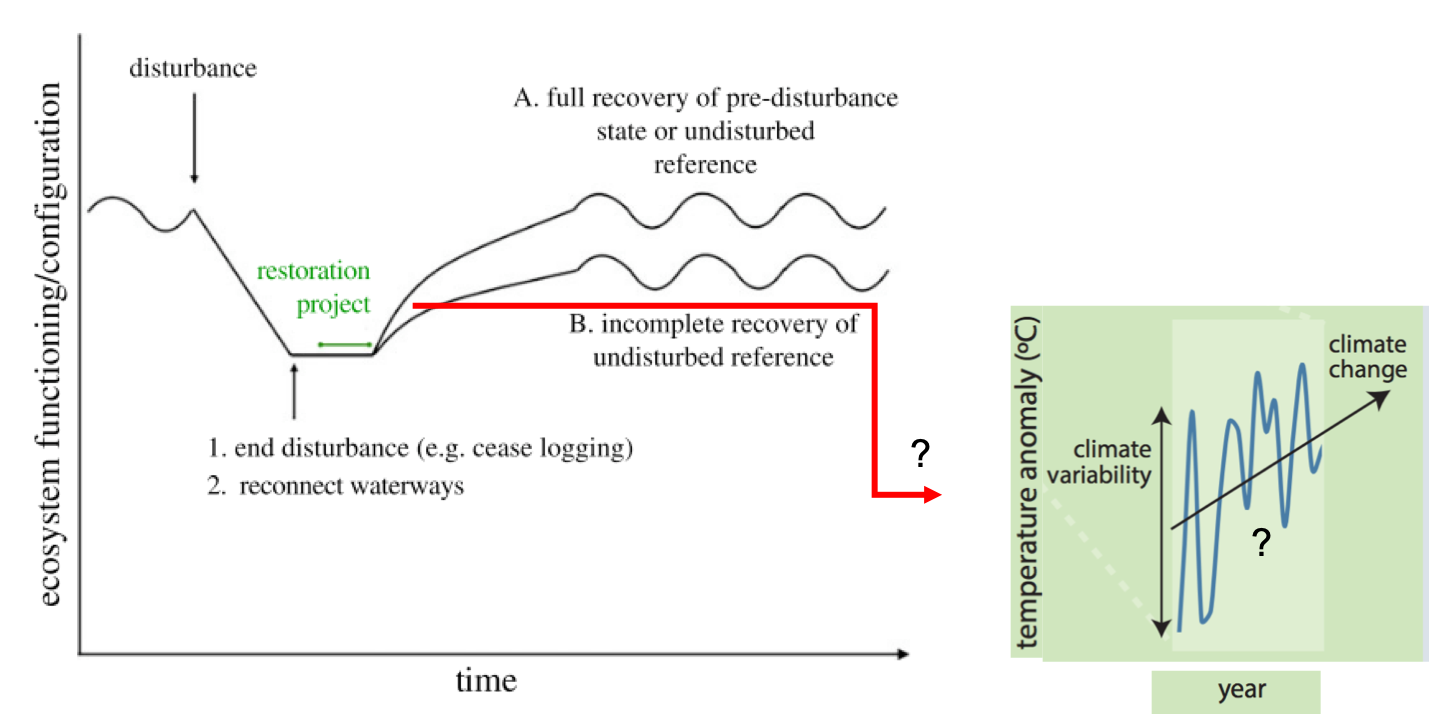 ecosystem functioning/configuration
disturbance
A. full recovery of pre-disturbance
state or undisturbed
reference
restoration
project
B. incomplete recovery of
undisturbed reference
1. end disturbance (e.g. cease logging)
2. reconnect waterways
?
time
temperature anomaly (ºC)
climate
change
climate
variability
?
year